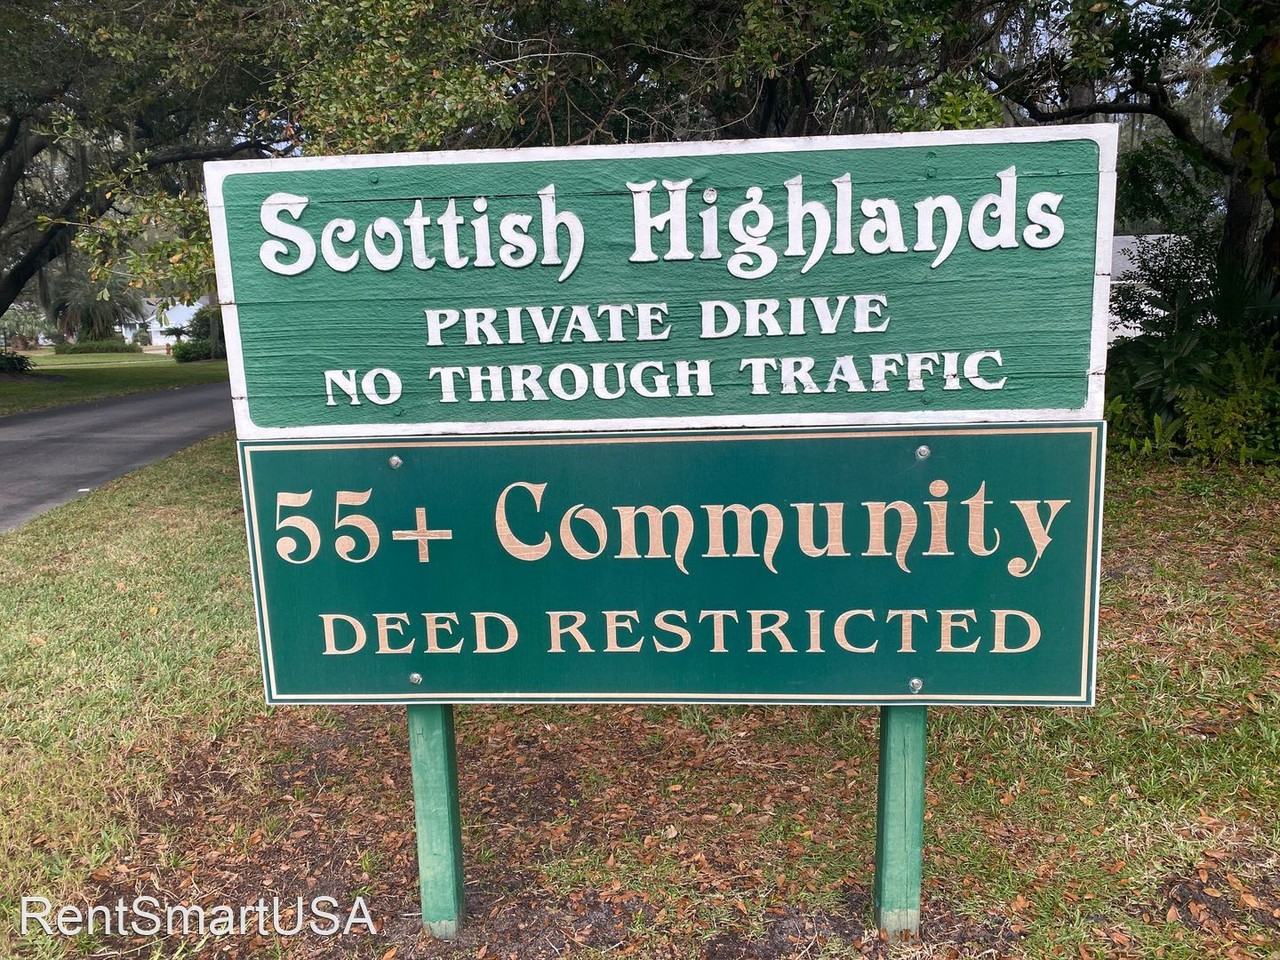 Scottish Highlands
PRIVATE DRIVE
NO THROUGH TRAFFIC
55+ Community
DEED RESTRICTED
RentSmartUSA